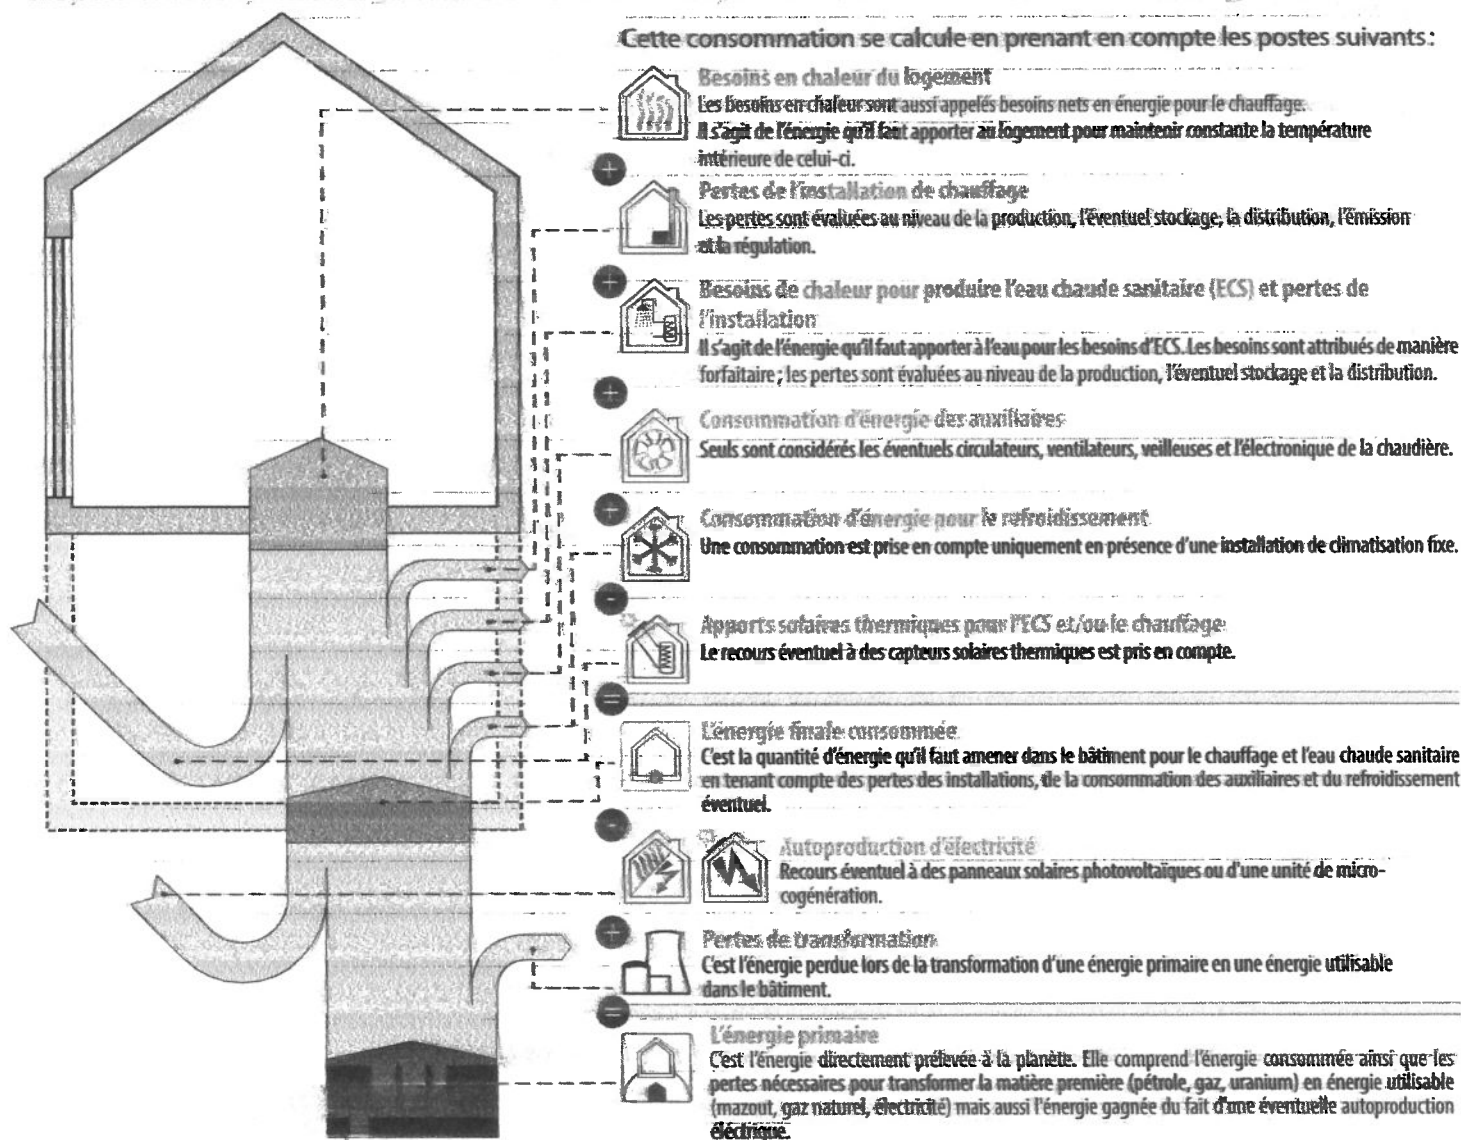 Cette consommation se calcule en prenant en compte les postes suivants :
Besoins en chaleur du logement
Les besoins en chaleur sont aussi appelés besoins nets en énergie pour le chauffage.
Il s'agit de l'énergie qu'il faut apporter au logement pour maintenir constante la température
intérieure de celui-ci.
+
Pertes de l'installation de chauffage
Les pertes sont évaluées au niveau de la production, l'éventuel stockage, la distribution, l'émission
et la régulation.
+
Besoins de chaleur pour produire l'eau chaude sanitaire (ECS) et pertes de
l'installation
Il s'agit de l'énergie qu'il faut apporter à l'eau pour les besoins d'ECS. Les besoins sont attribués de manière
forfaitaire ; les pertes sont évaluées au niveau de la production, l'éventuel stockage et la distribution.
+
Consommation d'énergie des auxiliaires
Seuls sont considérés les éventuels circulateurs, ventilateurs, veilleuses et l'électronique de la chaudière.
+
Consommation d'énergie pour le refroidissement
Une consommation est prise en compte uniquement en présence d'une installation de climatisation fixe.
-
Apports solaires thermiques pour l'ECS et/ou le chauffage
Le recours éventuel à des capteurs solaires thermiques est pris en compte.
=
L'énergie finale consommée
C'est la quantité d'énergie qu'il faut amener dans le bâtiment pour le chauffage et l'eau chaude sanitaire
en tenant compte des pertes des installations, de la consommation des auxiliaires et du refroidissement
éventuel.
-
Autoproduction d'électricité
Recours éventuel à des panneaux solaires photovoltaïques ou d'une unité de micro-
cogénération.
+
Pertes de transformation
C'est l'énergie perdue lors de la transformation d'une énergie primaire en une énergie utilisable
dans le bâtiment.
=
L'énergie primaire
C'est l'énergie directement prélevée à la planète. Elle comprend l'énergie consommée ainsi que les
pertes nécessaires pour transformer la matière première (pétrole, gaz, uranium) en énergie utilisable
(mazout, gaz naturel, électricité) mais aussi l'énergie gagnée du fait d'une éventuelle autoproduction
électrique.